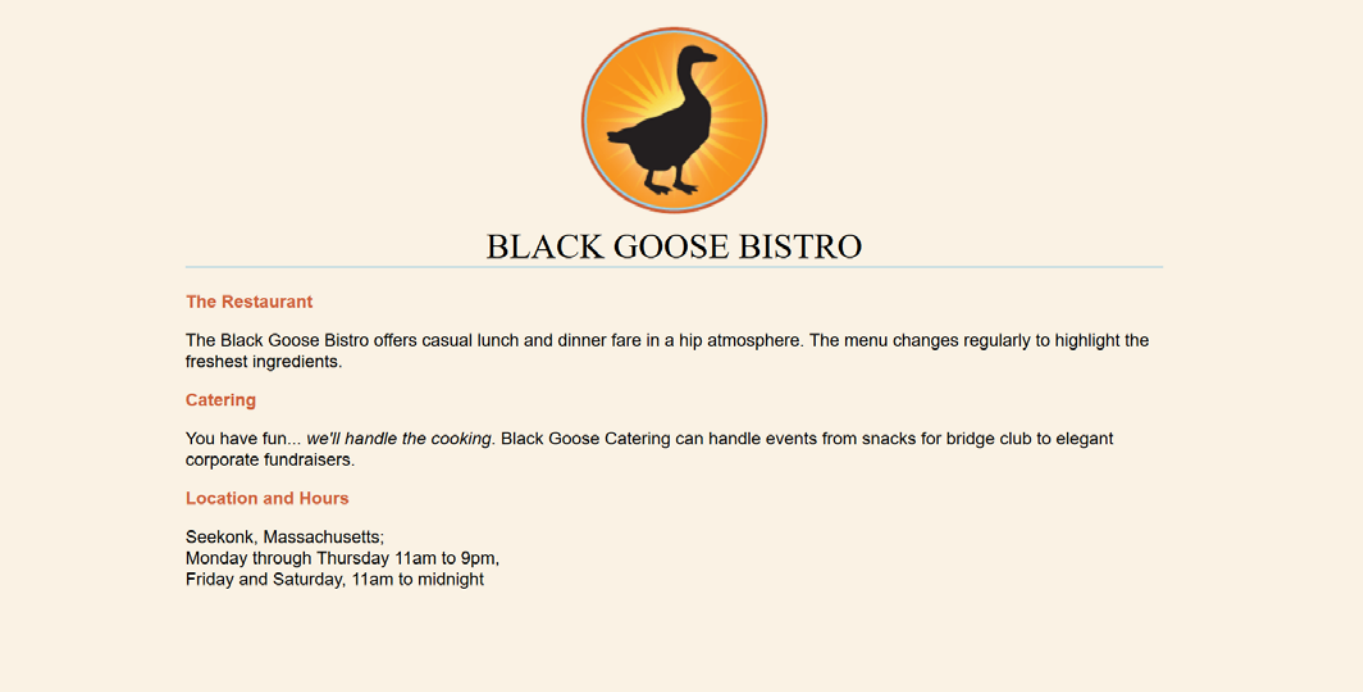 BLACK GOOSE BISTRO
The Restaurant
The Black Goose Bistro offers casual lunch and dinner fare in a hip atmosphere. The menu changes regularly to highlight the
freshest ingredients.
Catering
You have fun... we'll handle the cooking. Black Goose Catering can handle events from snacks for bridge club to elegant
corporate fundraisers.
Location and Hours
Seekonk, Massachusetts;
Monday through Thursday 11am to 9pm,
Friday and Saturday, 11am to midnight